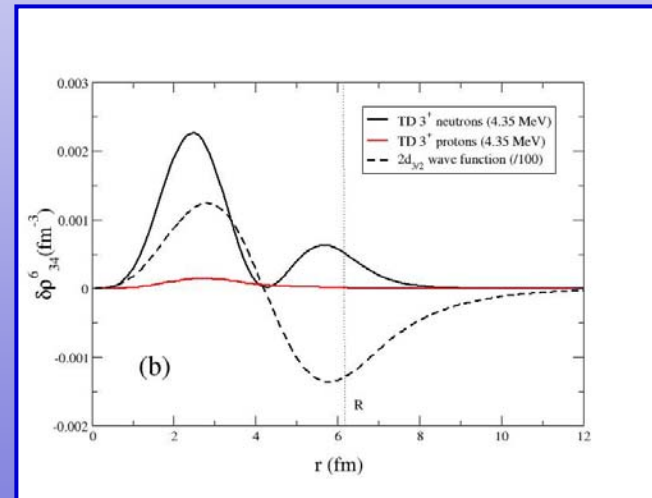 0.003
0.002
0.001
0
-0.001
-0.002
δρ⁶₃₄(fm⁻³)
TD 3⁺ neutrons (4.35 MeV)
TD 3⁺ protons (4.35 MeV)
2d₃/₂ wave function (/100)
(b)
R
0 2 4 6 8 10 12
r (fm)